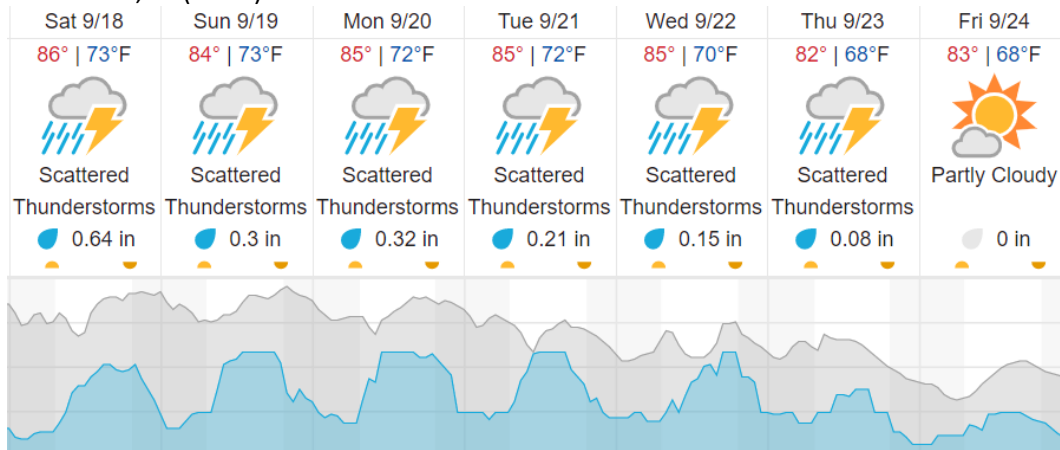 Sat 9/18 Sun 9/19 Mon 9/20 Tue 9/21 Wed 9/22 Thu 9/23 Fri 9/24
86° | 73°F 84° | 73°F 85° | 72°F 85° | 72°F 85° | 70°F 82° | 68°F 83° | 68°F
Scattered Scattered Scattered Scattered Scattered Scattered Partly Cloudy
Thunderstorms Thunderstorms Thunderstorms Thunderstorms Thunderstorms Thunderstorms
0.64 in 0.3 in 0.32 in 0.21 in 0.15 in 0.08 in 0 in